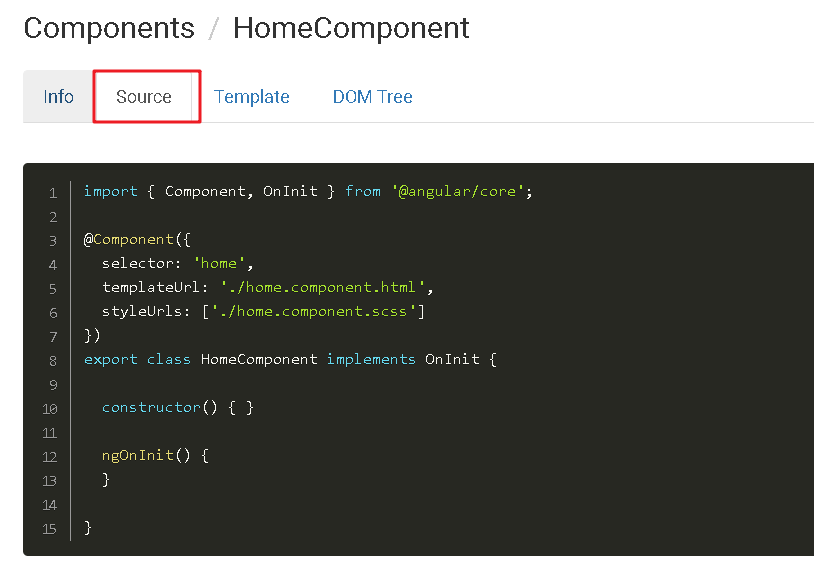 Components / HomeComponent
Info Source Template DOM Tree
1 import { Component, OnInit } from '@angular/core';
2
3 @Component({
4   selector: 'home',
5   templateUrl: './home.component.html',
6   styleUrls: ['./home.component.scss']
7 })
8 export class HomeComponent implements OnInit {
9
10   constructor() { }
11
12   ngOnInit() {
13   }
14
15 }